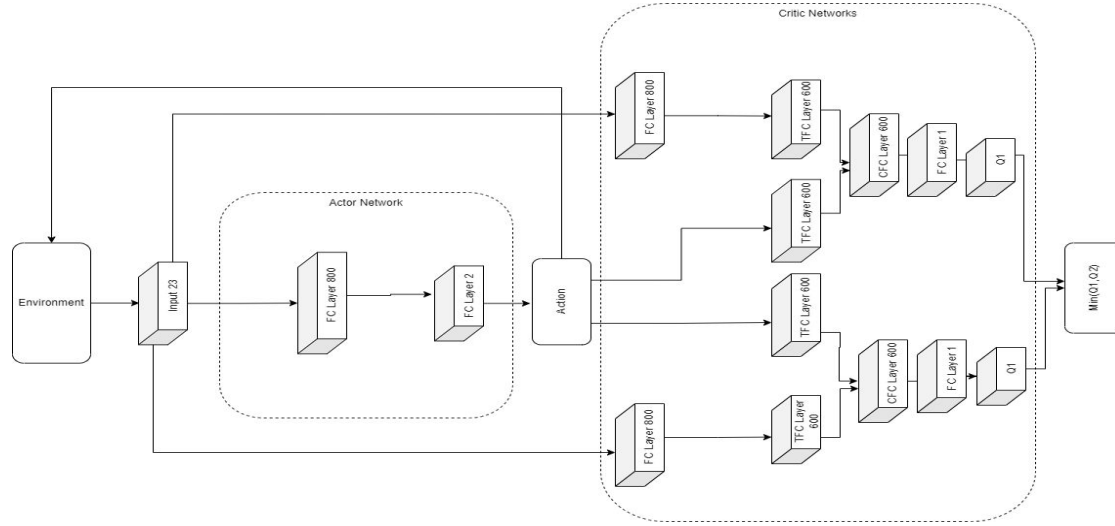 Critic Networks
FC Layer 800
TFC Layer 600
CFC Layer 600
FC Layer 1
Q1
TFC Layer 600
Actor Network
Environment
Input 23
FC Layer 800
FC Layer 2
Action
Min(Q1,Q2)
TFC Layer 600
CFC Layer 600
FC Layer 1
Q1
FC Layer 800
TFC Layer
600